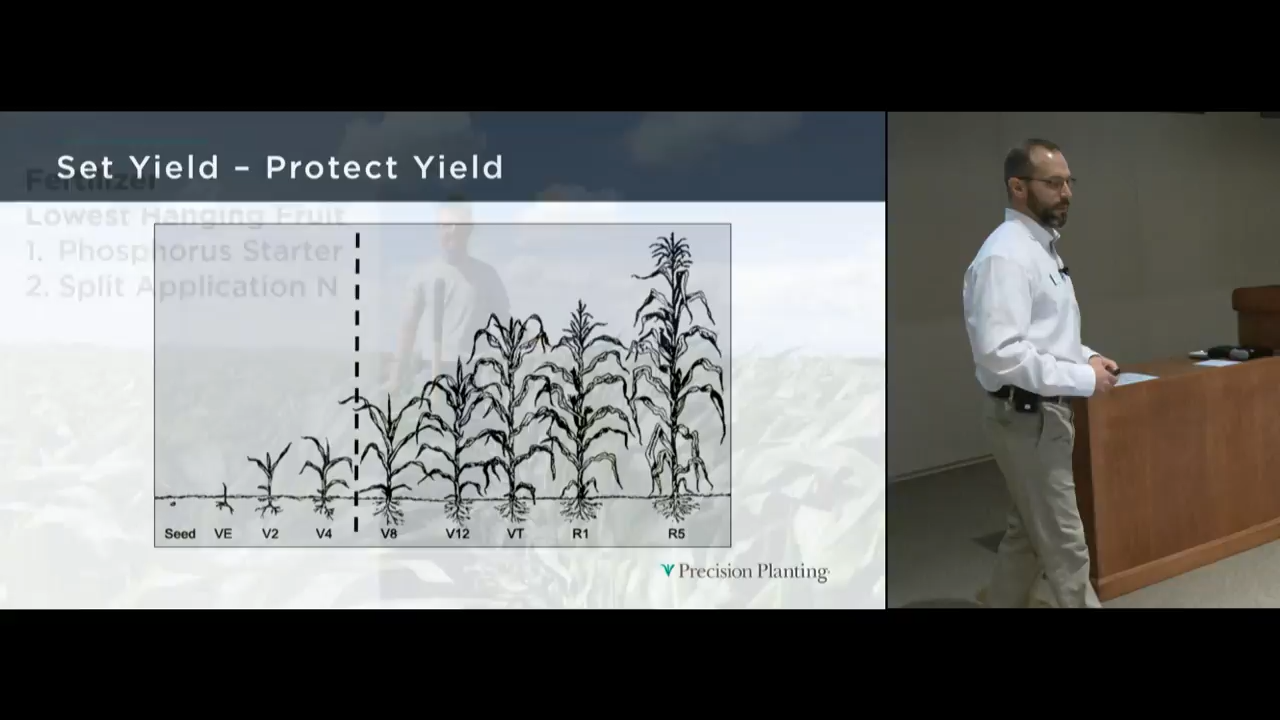 Set Yield – Protect Yield
Fertilizer
Lowest Hanging Fruit
1. Phosphorus Starter
2. Split Application N
Seed VE V2 V4 V8 V12 VT R1 R5
Precision Planting